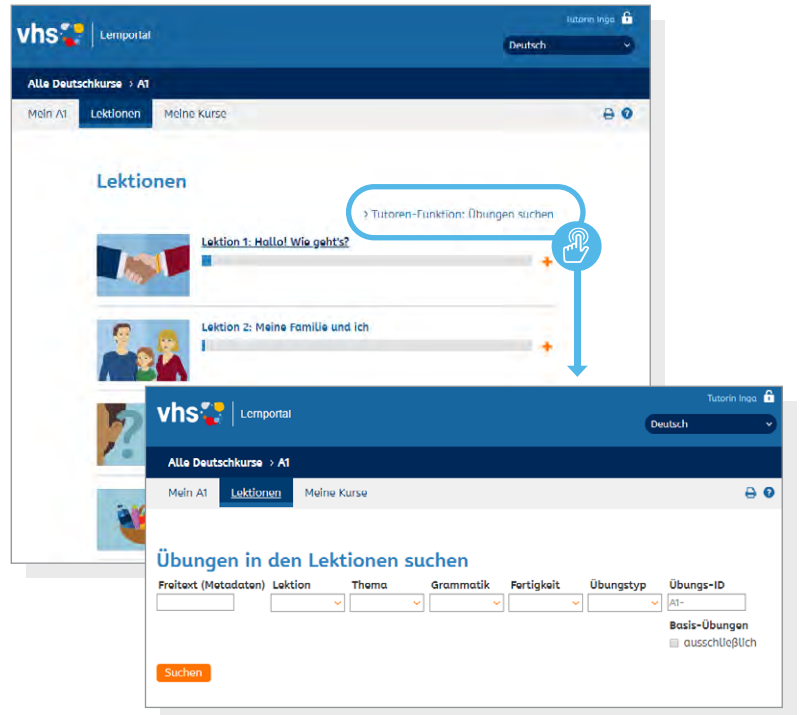 Tutorin Inga
vhs Lernportal
Deutsch
Alle Deutschkurse › A1
Mein A1 Lektionen Meine Kurse
Lektionen
› Tutoren-Funktion: Übungen suchen
Lektion 1: Hallo! Wie geht's?
Lektion 2: Meine Familie und ich
Tutorin Inga
vhs Lernportal
Deutsch
Alle Deutschkurse › A1
Mein A1 Lektionen Meine Kurse
Übungen in den Lektionen suchen
Freitext (Metadaten) Lektion Thema Grammatik Fertigkeit Übungstyp Übungs-ID
A1-
Basis-Übungen
ausschließlich
Suchen